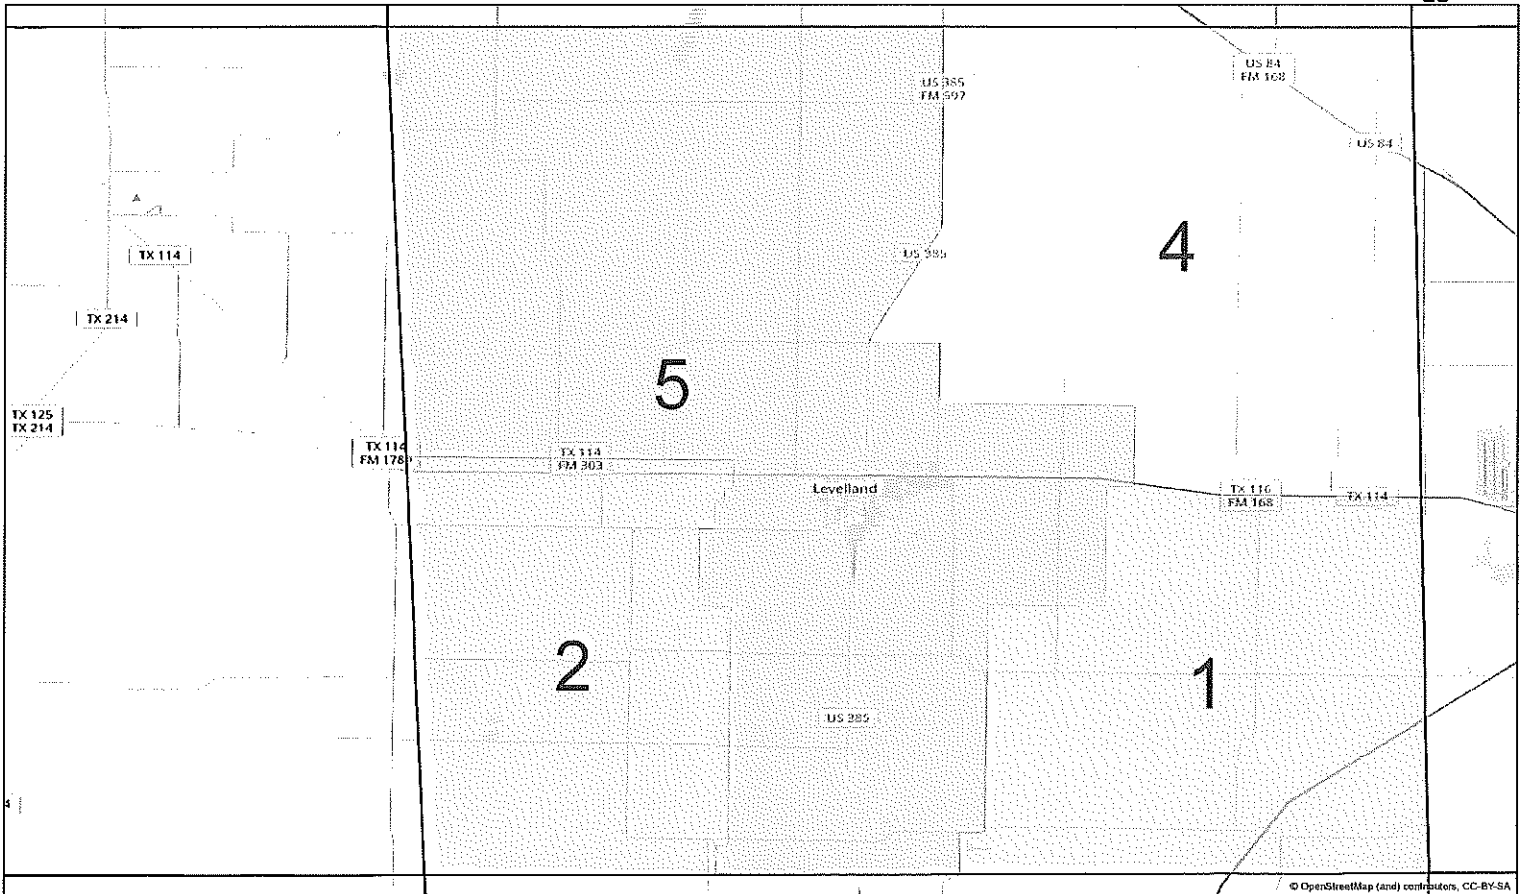 US 385
FM 597
US 84
FM 168
US 84
4
TX 114
US 385
TX 214
5
TX 125
TX 214
TX 114
FM 1780
TX 114
FM 303
Levelland
TX 116
FM 168
TX 114
2
1
US 385
© OpenStreetMap (and) contributors, CC-BY-SA